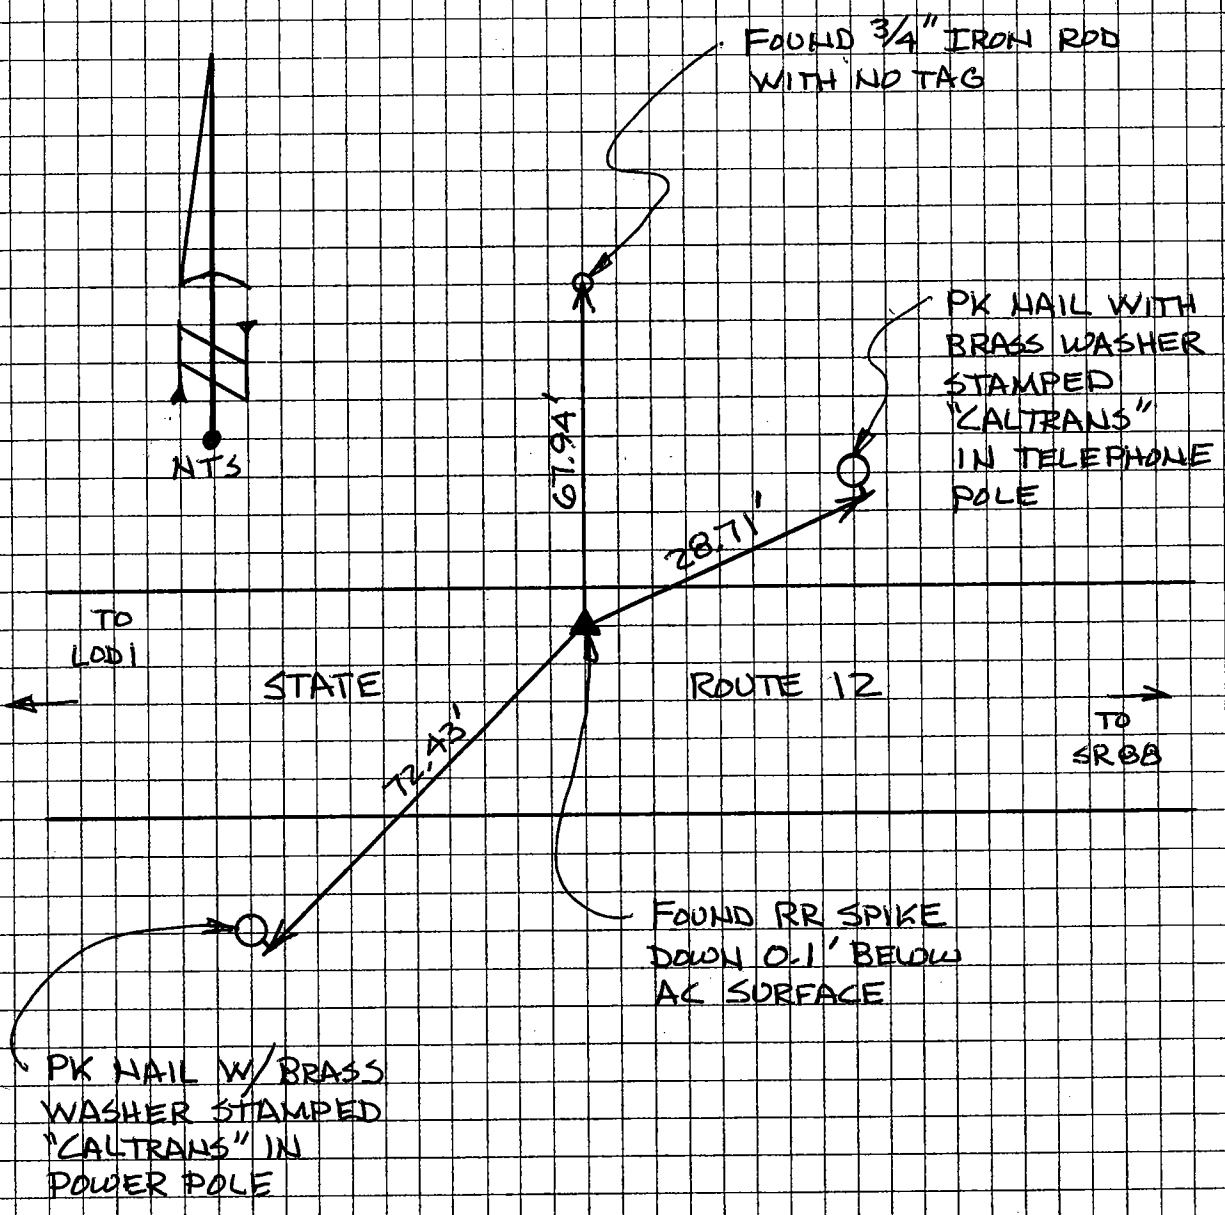 FOUND 3/4" IRON ROD
WITH NO TAG
PK NAIL WITH
BRASS WASHER
STAMPED
"CALTRANS"
IN TELEPHONE
POLE
NTS
67.94'
28.71'
TO
LODI
STATE
ROUTE 12
TO
SR88
72.43'
FOUND RR SPIKE
DOWN 0.1' BELOW
AC SURFACE
PK NAIL W/ BRASS
WASHER STAMPED
"CALTRANS" IN
POWER POLE